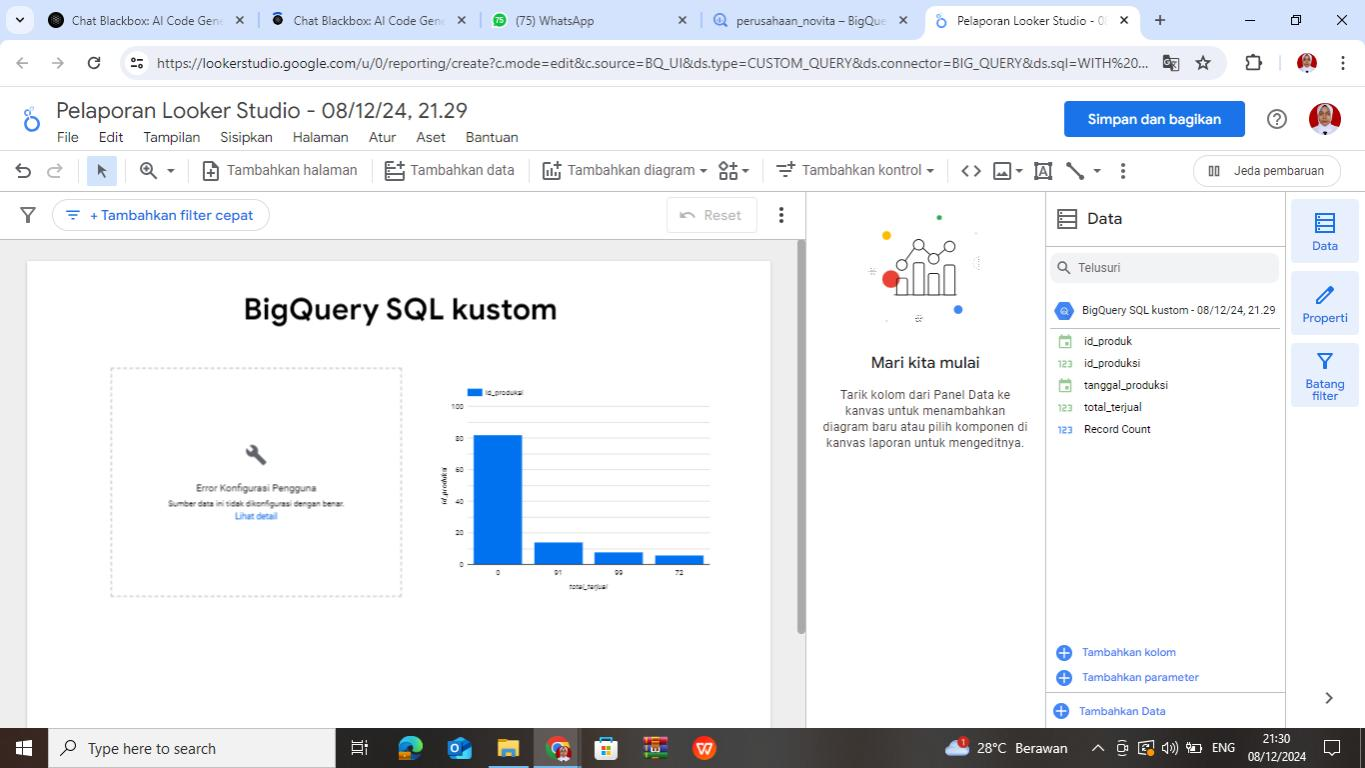 Chat Blackbox: AI Code Gene
Chat Blackbox: AI Code Gene
75
(75) WhatsApp
perusahaan_novita – BigQue
Pelaporan Looker Studio - 08
https://lookerstudio.google.com/u/0/reporting/create?c.mode=edit&c.source=BQ_UI&ds.type=CUSTOM_QUERY&ds.connector=BIG_QUERY&ds.sql=WITH%20...
Pelaporan Looker Studio - 08/12/24, 21.29
File Edit Tampilan Sisipkan Halaman Atur Aset Bantuan
Simpan dan bagikan
Tambahkan halaman
Tambahkan data
Tambahkan diagram
Tambahkan kontrol
Jeda pembaruan
+ Tambahkan filter cepat
Reset
BigQuery SQL kustom
Error Konfigurasi Pengguna
Sumber data ini tidak dikonfigurasi dengan benar.
Lihat detail
id_produksi
100
80
60
40
20
0
id_produksi
0 91 99 72
total_terjual
Mari kita mulai
Tarik kolom dari Panel Data ke
kanvas untuk menambahkan
diagram baru atau pilih komponen di
kanvas laporan untuk mengeditnya.
Data
Telusuri
BigQuery SQL kustom - 08/12/24, 21.29
id_produk
123 id_produksi
tanggal_produksi
123 total_terjual
123 Record Count
Tambahkan kolom
Tambahkan parameter
Tambahkan Data
Data
Properti
Batang
filter
Type here to search
1
28°C Berawan
ENG
21:30
08/12/2024